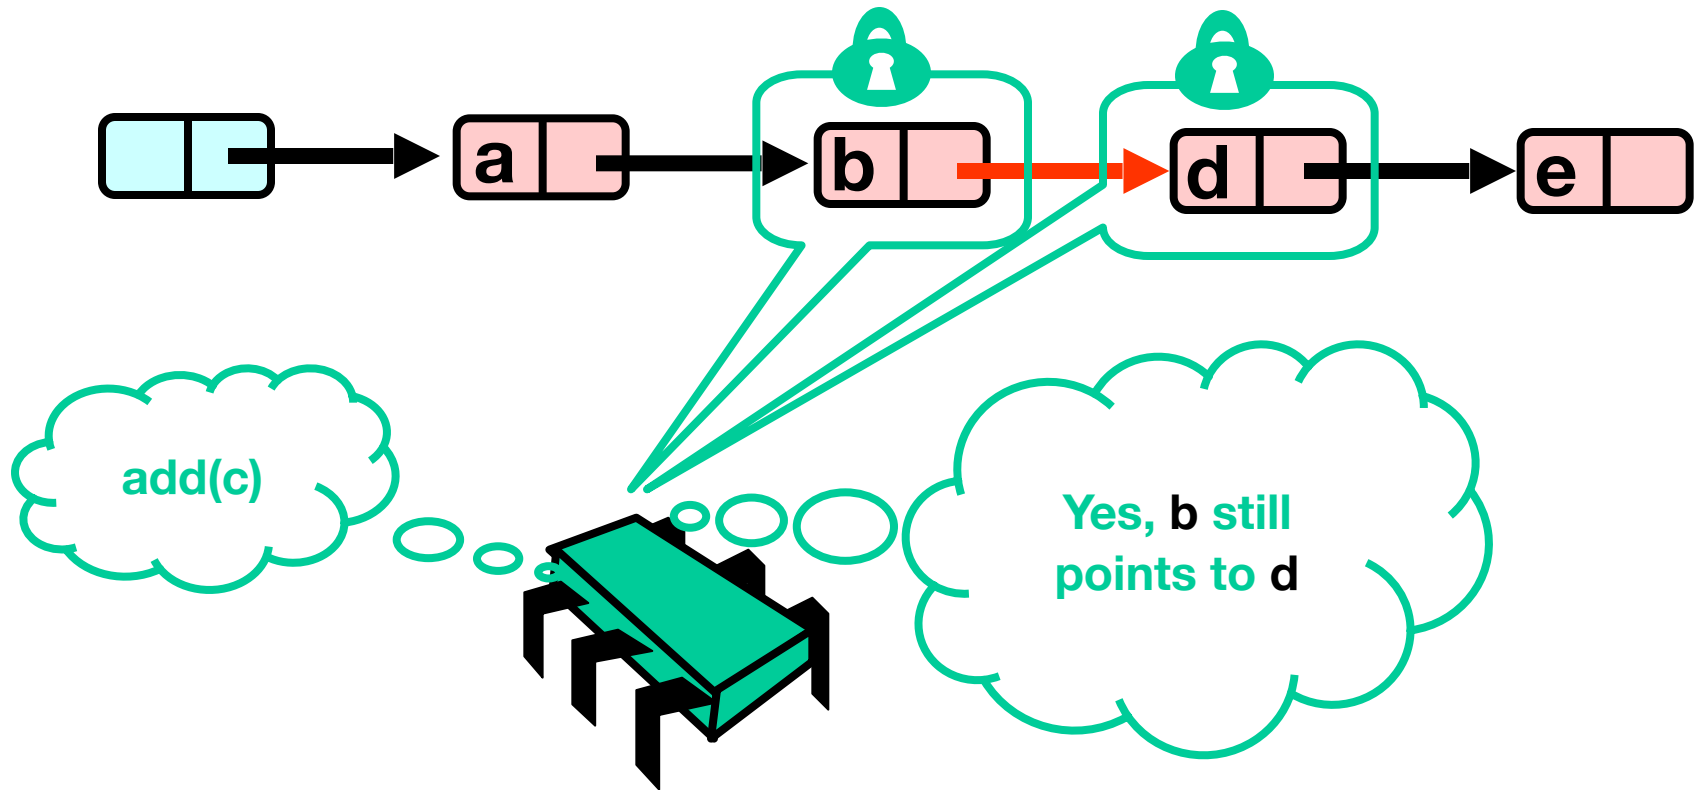 a
b
d
e
add(c)
Yes, b still
points to d